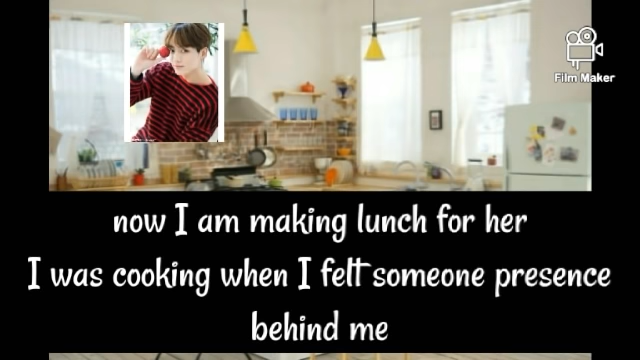 Film Maker
now I am making lunch for her
I was cooking when I felt someone presence
behind me